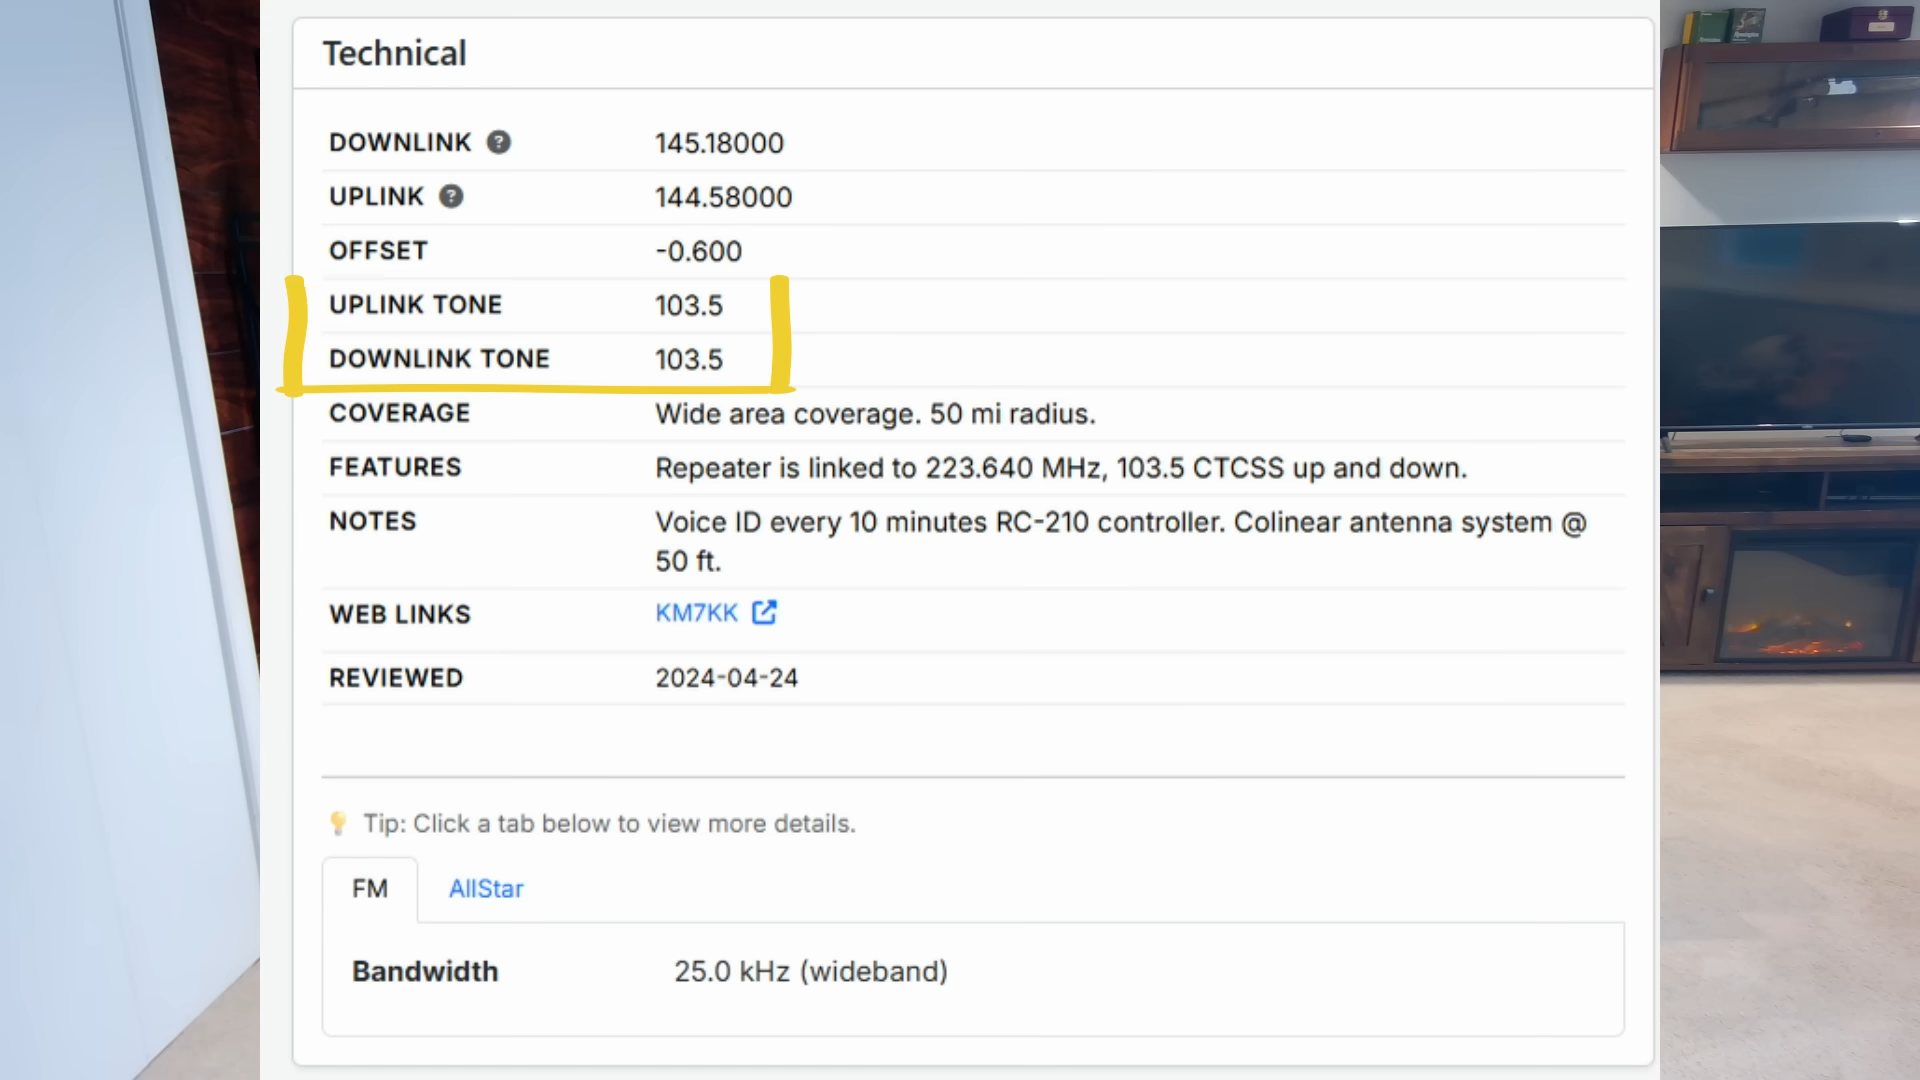 Technical
DOWNLINK ? 145.18000
UPLINK ? 144.58000
OFFSET -0.600
UPLINK TONE 103.5
DOWNLINK TONE 103.5
COVERAGE Wide area coverage. 50 mi radius.
FEATURES Repeater is linked to 223.640 MHz, 103.5 CTCSS up and down.
NOTES Voice ID every 10 minutes RC-210 controller. Colinear antenna system @
50 ft.
WEB LINKS KM7KK
REVIEWED 2024-04-24
Tip: Click a tab below to view more details.
FM AllStar
Bandwidth 25.0 kHz (wideband)